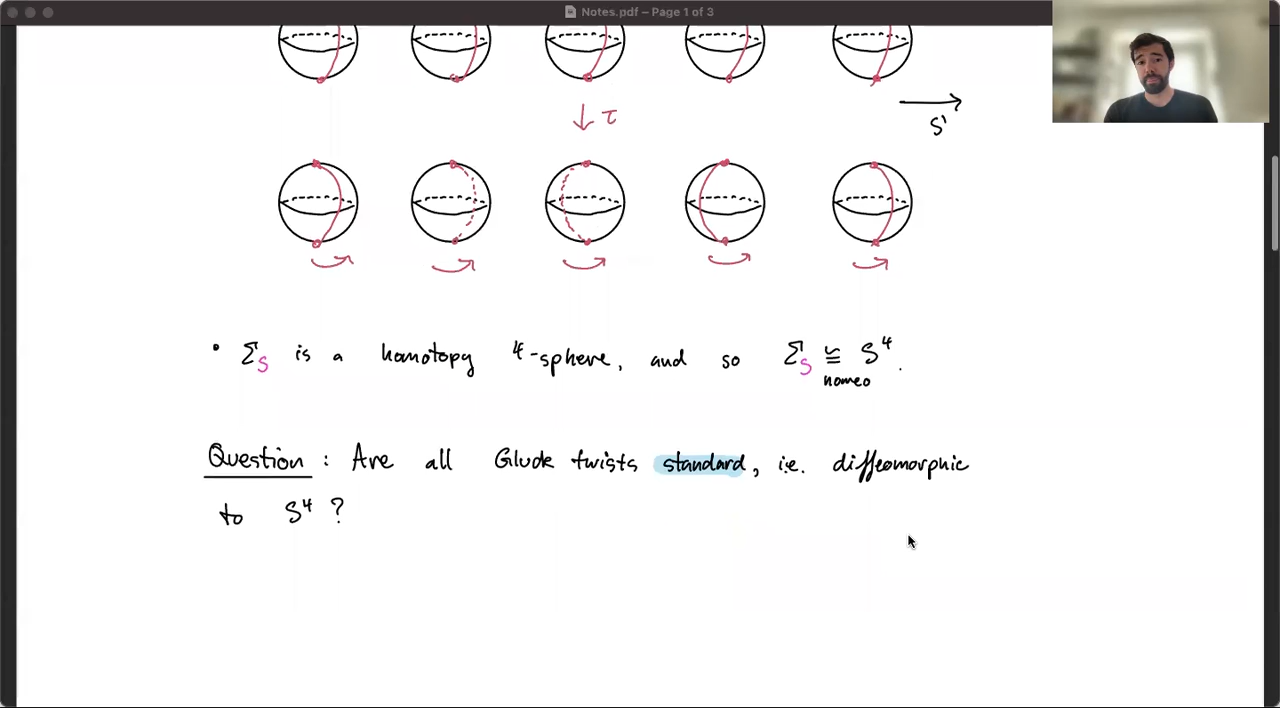 Notes.pdf – Page 1 of 3
S¹
↓ τ
• Σ_S is a homotopy 4-sphere, and so Σ_S ≅ S⁴.
homeo
Question: Are all Gluck twists standard, i.e. diffeomorphic
to S⁴ ?